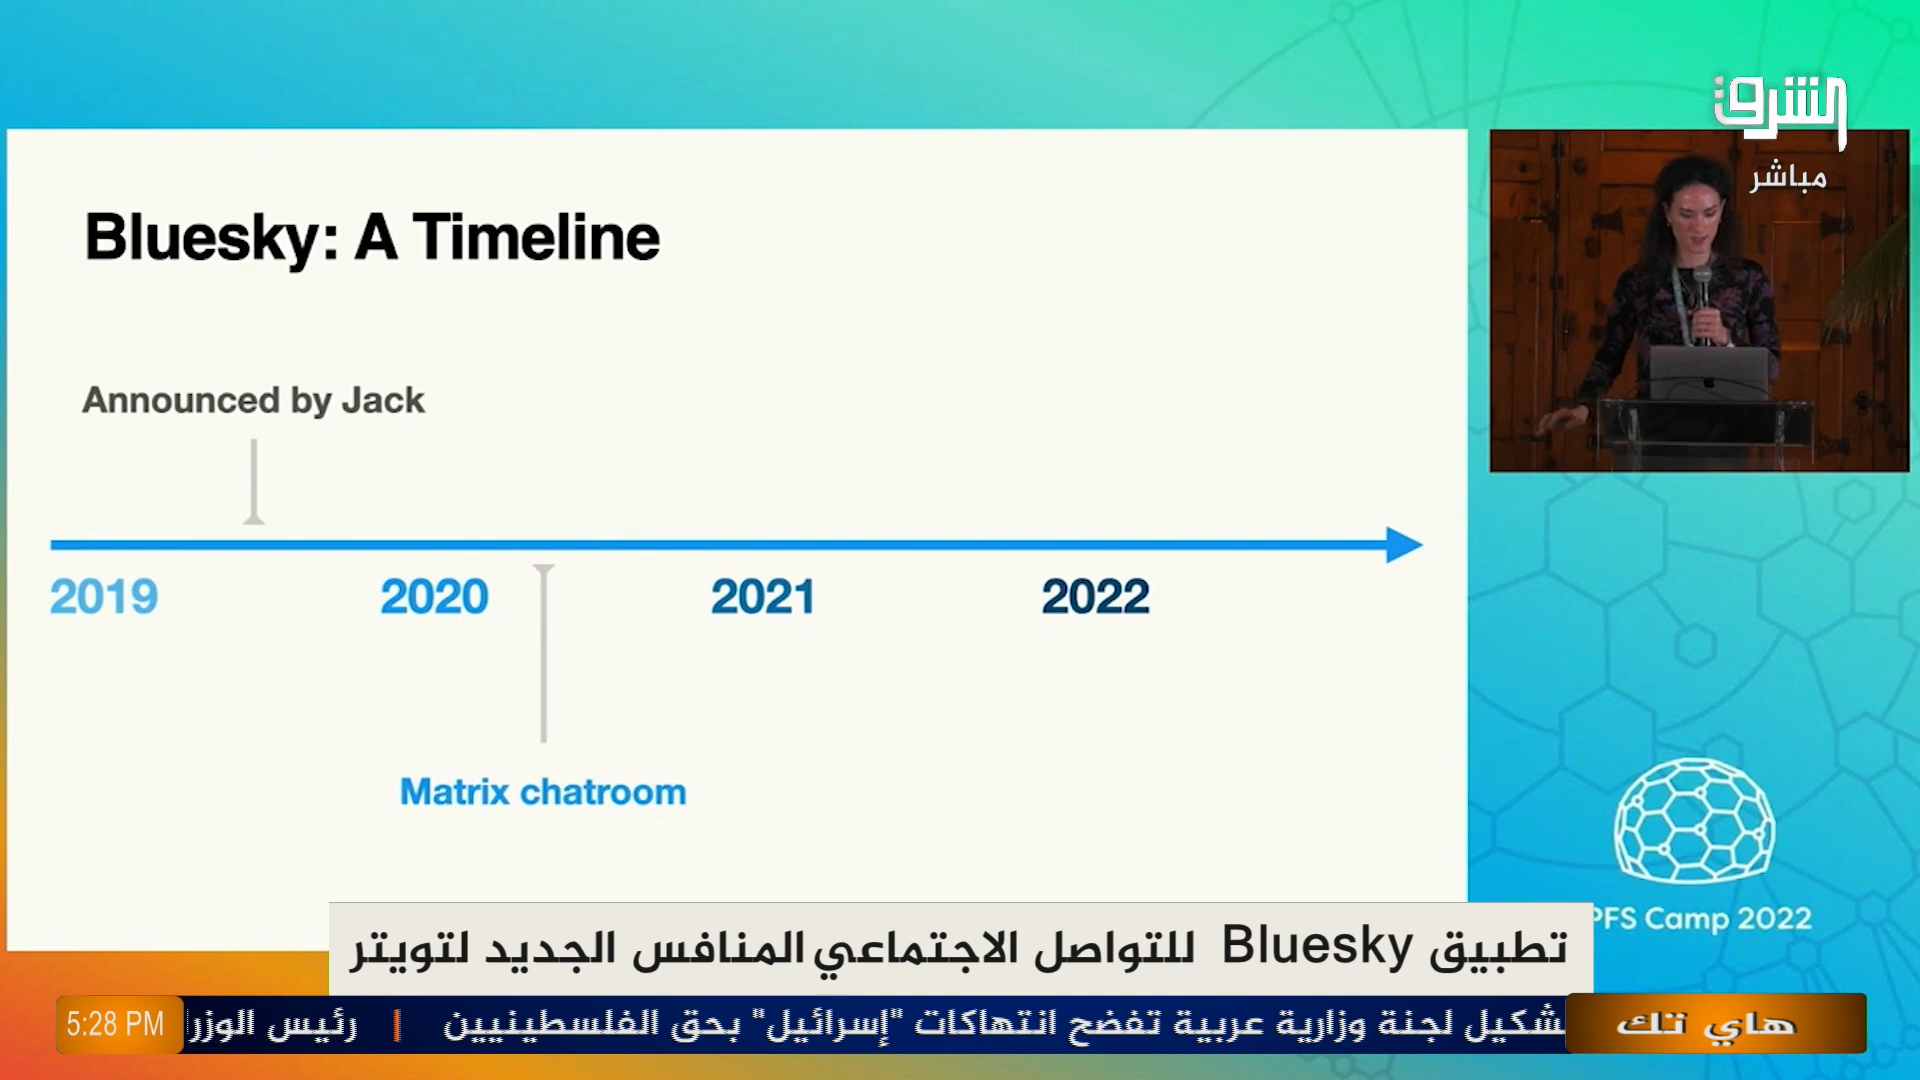 الشرق
مباشر
Bluesky: A Timeline
Announced by Jack
2019
2020
2021
2022
Matrix chatroom
PFS Camp 2022
تطبيق Bluesky للتواصل الاجتماعي المنافس الجديد لتويتر
هاي تك
تشكيل لجنة وزارية عربية تفضح انتهاكات "إسرائيل" بحق الفلسطينيين | رئيس الوزر
5:28 PM